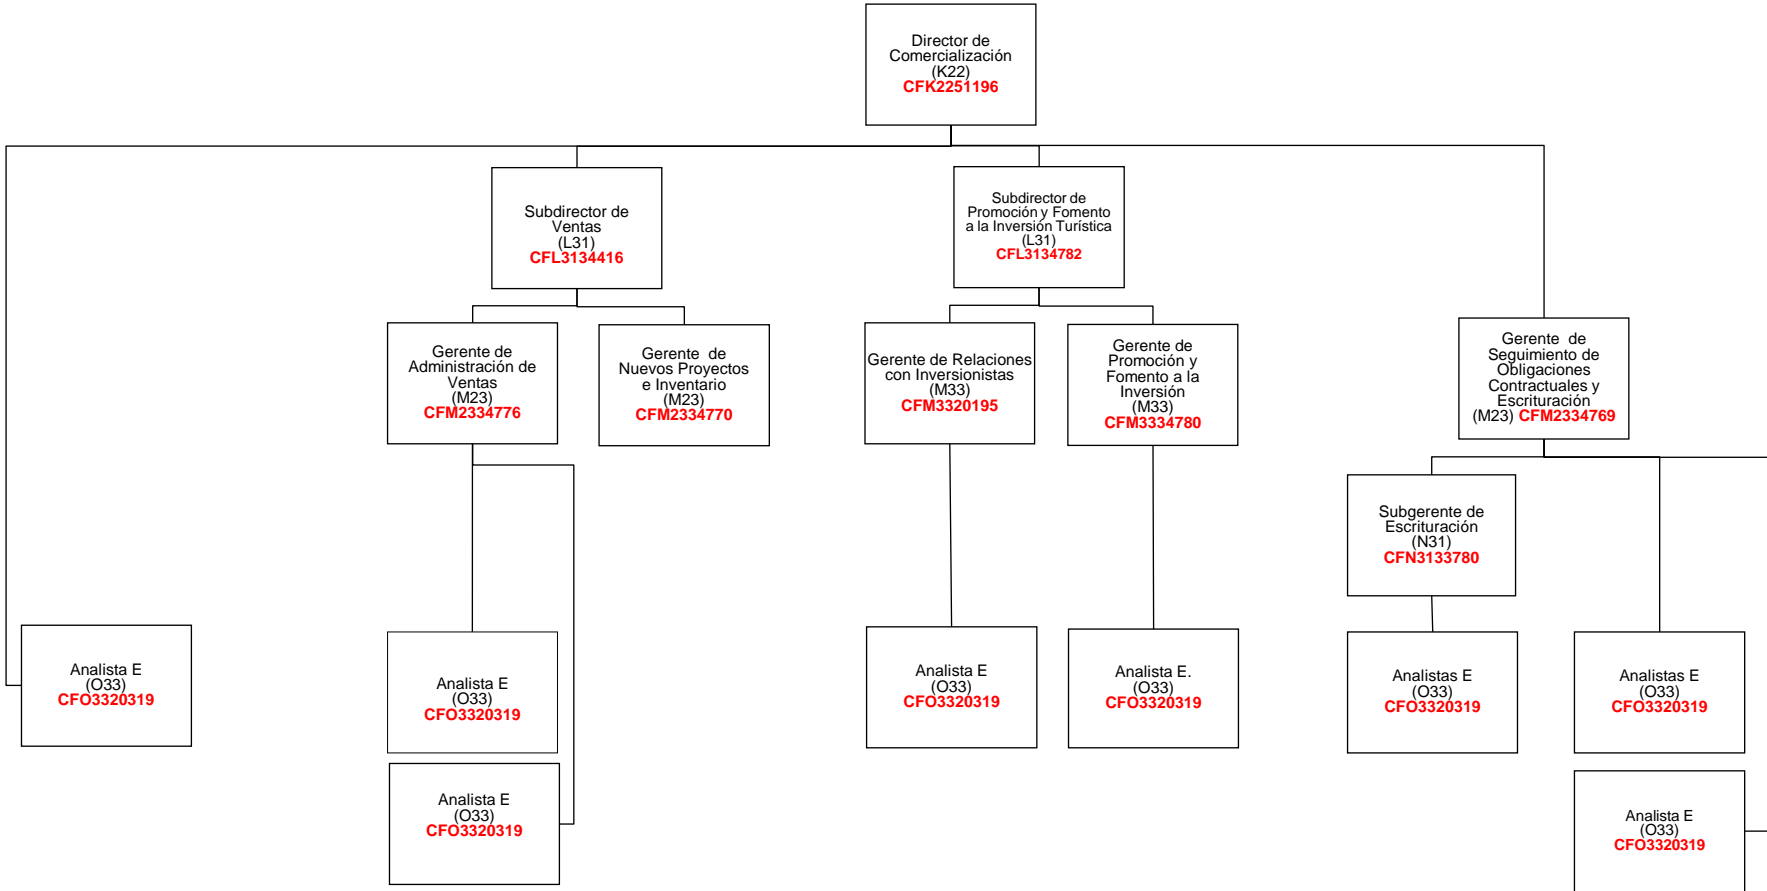 Director de
Comercialización
(K22)
CFK2251196
Subdirector de
Ventas
(L31)
CFL3134416
Subdirector de
Promoción y Fomento
a la Inversión Turística
(L31)
CFL3134782
Gerente de
Administración de
Ventas
(M23)
CFM2334776
Gerente de
Nuevos Proyectos
e Inventario
(M23)
CFM2334770
Gerente de Relaciones
con Inversionistas
(M33)
CFM3320195
Gerente de
Promoción y
Fomento a la
Inversión
(M33)
CFM3334780
Gerente de
Seguimiento de
Obligaciones
Contractuales y
Escrituración
(M23) CFM2334769
Subgerente de
Escrituración
(N31)
CFN3133780
Analista E
(O33)
CFO3320319
Analista E
(O33)
CFO3320319
Analista E
(O33)
CFO3320319
Analista E.
(O33)
CFO3320319
Analistas E
(O33)
CFO3320319
Analistas E
(O33)
CFO3320319
Analista E
(O33)
CFO3320319
Analista E
(O33)
CFO3320319